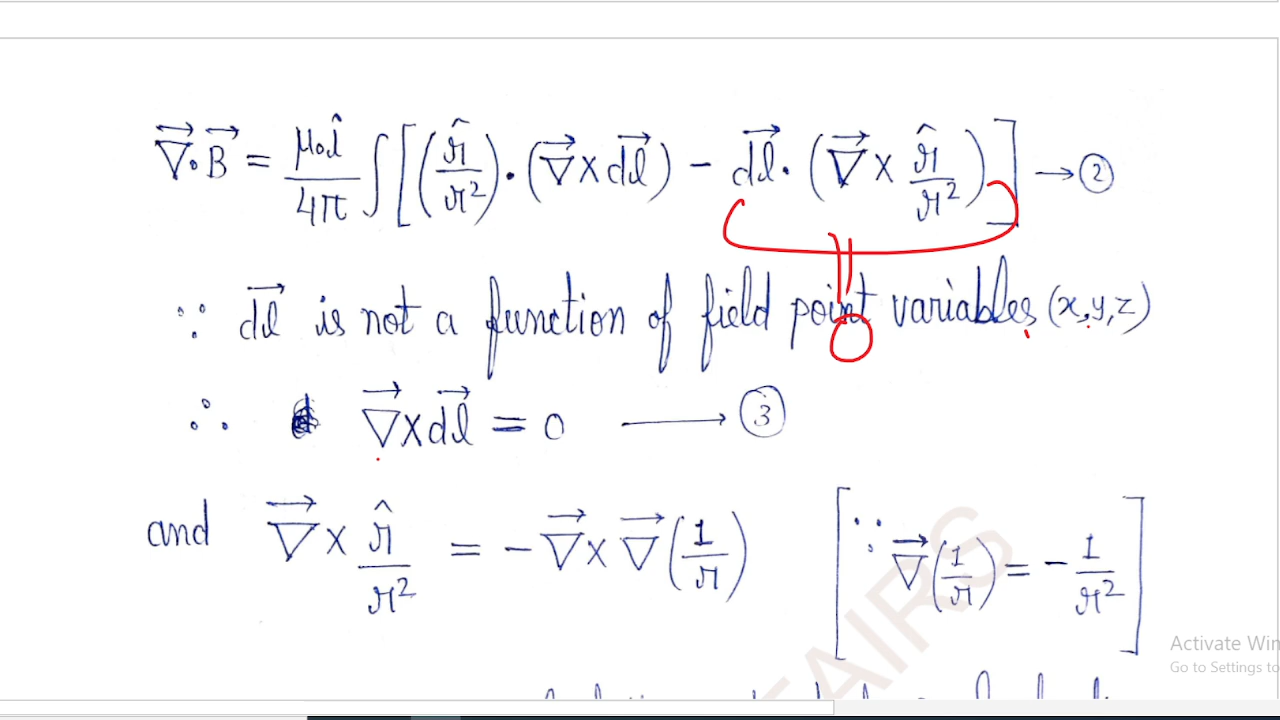 ∇⃗·B⃗ = μ₀i/4π ∫[(r̂/r²)·(∇⃗×dl⃗) − dl⃗·(∇⃗×r̂/r²)] → ②
0
∵ dl⃗ is not a function of field point variables (x,y,z)
∴ ∇⃗×dl⃗ = 0 → ③
and ∇⃗×r̂/r² = −∇⃗×∇⃗(1/r) [∵ ∇⃗(1/r) = −1/r²]
Activate Win
Go to Settings to